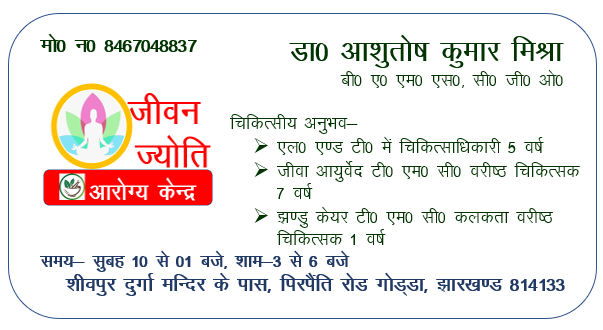 मो0 न0 8467048837
डा0 आशुतोष कुमार मिश्रा
बी0 ए0 एम0 एस0, सी0 जी0 ओ0
जीवन
ज्योति
आरोग्य केन्द्र
चिकित्सीय अनुभव–
एल0 एण्ड टी0 में चिकित्साधिकारी 5 वर्ष
जीवा आयुर्वेद टी0 एम0 सी0 वरीष्ठ चिकित्सक
7 वर्ष
झण्डु केयर टी0 एम0 सी0 कलकता वरीष्ठ
चिकित्सक 1 वर्ष
समय– सुबह 10 से 01 बजे, शाम–3 से 6 बजे
शीवपुर दुर्गा मन्दिर के पास, पिरपैंति रोड गोड्डा, झारखण्ड 814133